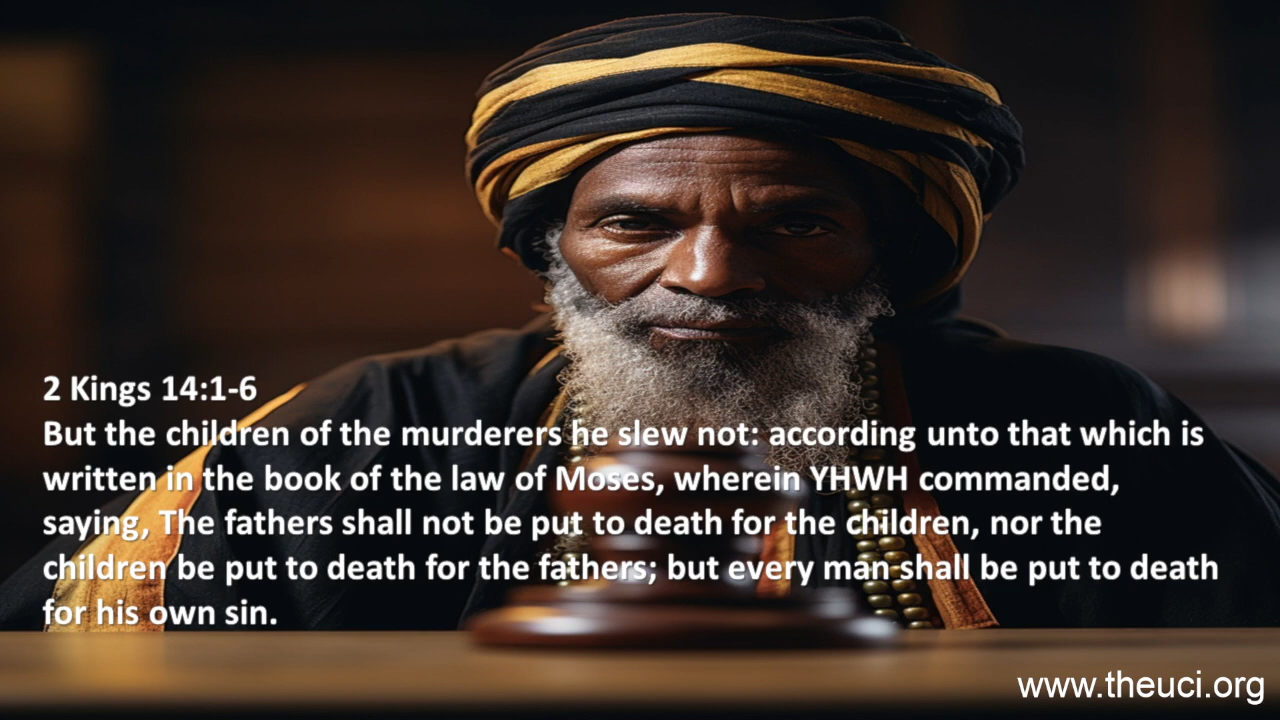 2 Kings 14:1-6
But the children of the murderers he slew not: according unto that which is
written in the book of the law of Moses, wherein YHWH commanded,
saying, The fathers shall not be put to death for the children, nor the
children be put to death for the fathers; but every man shall be put to death
for his own sin.
www.theuci.org